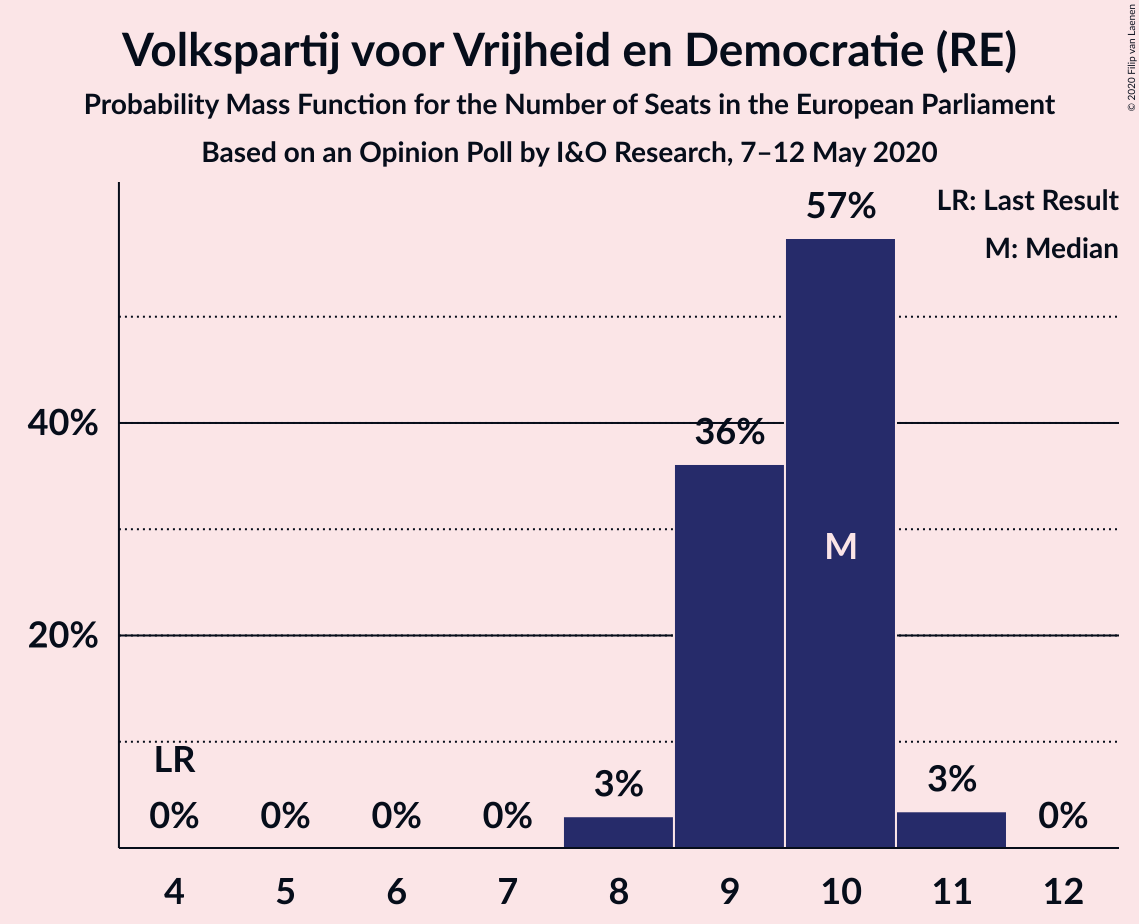 Volkspartij voor Vrijheid en Democratie (RE)
Probability Mass Function for the Number of Seats in the European Parliament
Based on an Opinion Poll by I&O Research, 7–12 May 2020
© 2020 Filip van Laenen
LR: Last Result
M: Median
57%
40%
36%
M
20%
LR
0%
0%
0%
0%
3%
3%
0%
4 5 6 7 8 9 10 11 12